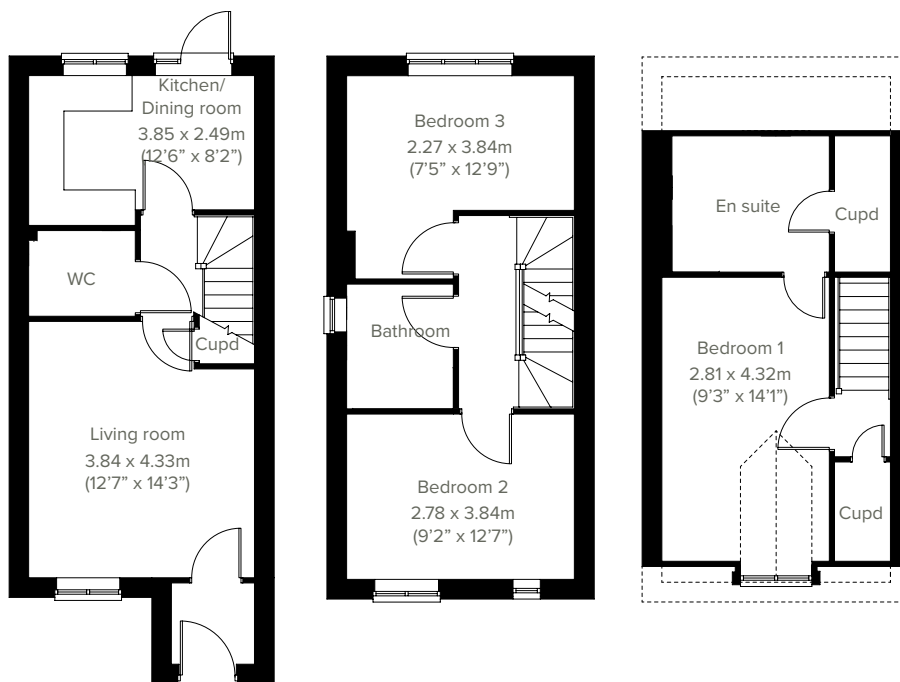 Kitchen/
Dining room
3.85 x 2.49m
(12’6” x 8’2”)
WC
Cupd
Living room
3.84 x 4.33m
(12’7” x 14’3”)
Bedroom 3
2.27 x 3.84m
(7’5” x 12’9”)
Bathroom
Bedroom 2
2.78 x 3.84m
(9’2” x 12’7”)
En suite
Cupd
Bedroom 1
2.81 x 4.32m
(9’3” x 14’1”)
Cupd